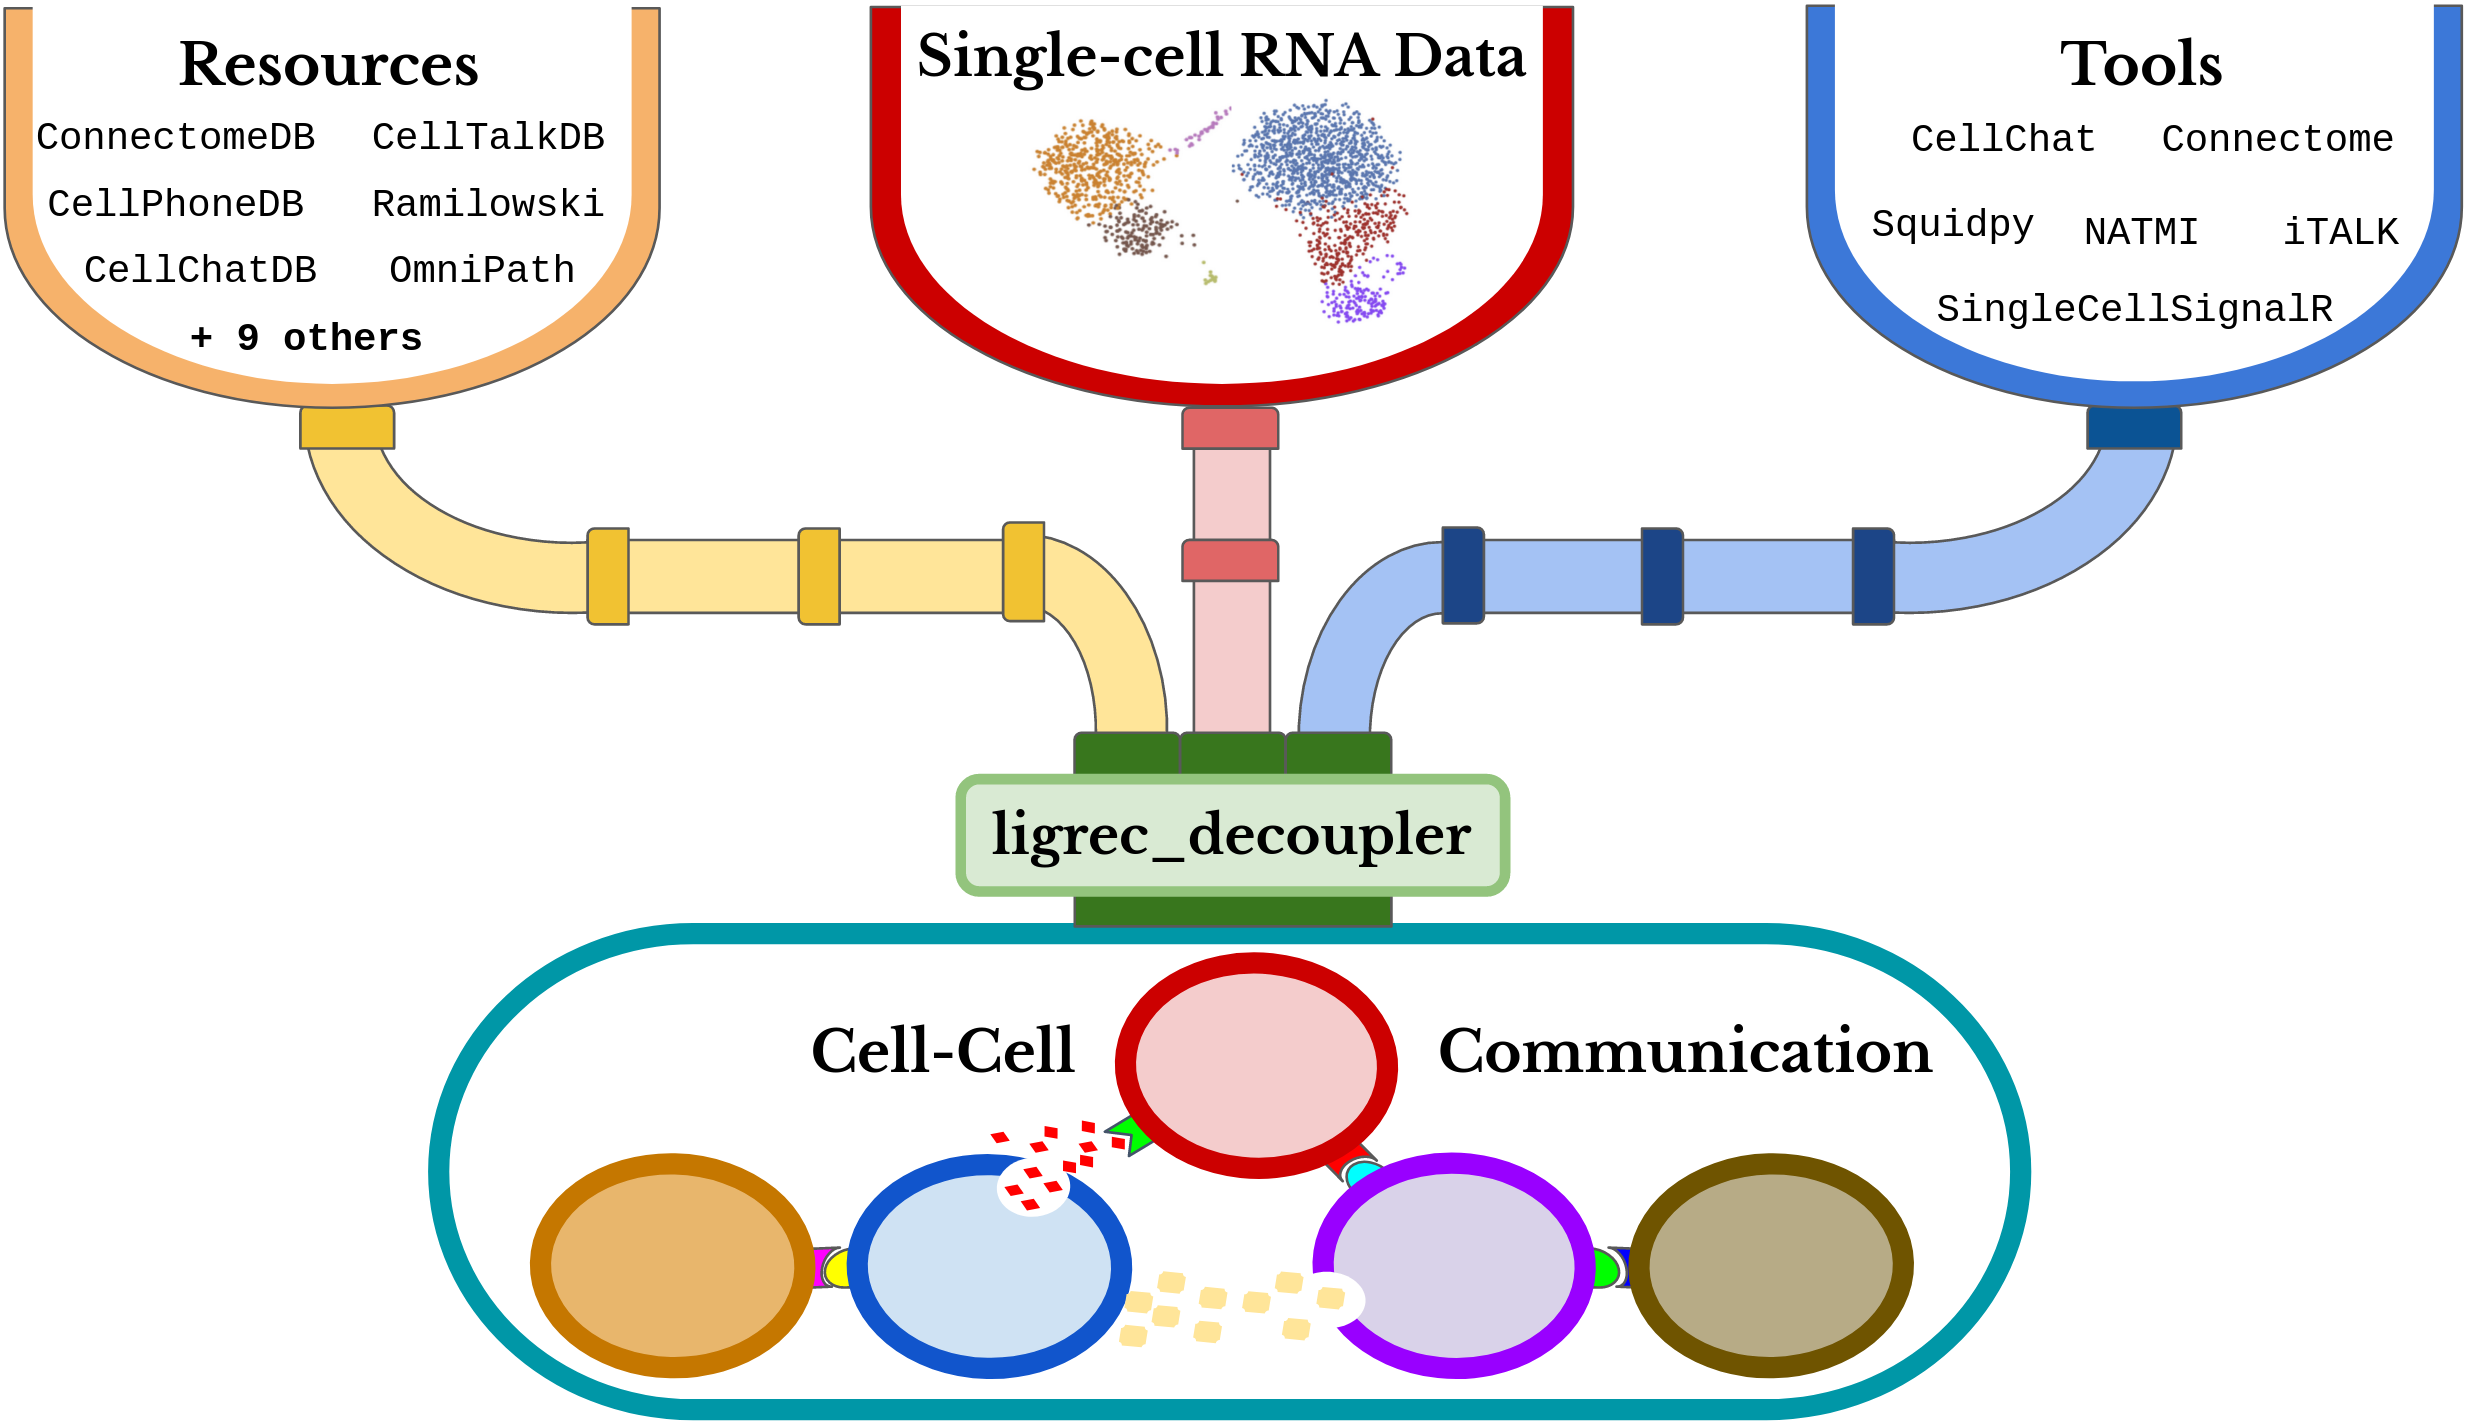 Resources
ConnectomeDB CellTalkDB
CellPhoneDB Ramilowski
CellChatDB OmniPath
+ 9 others
Single-cell RNA Data
Tools
CellChat Connectome
Squidpy NATMI iTALK
SingleCellSignalR
ligrec_decoupler
Cell-Cell Communication